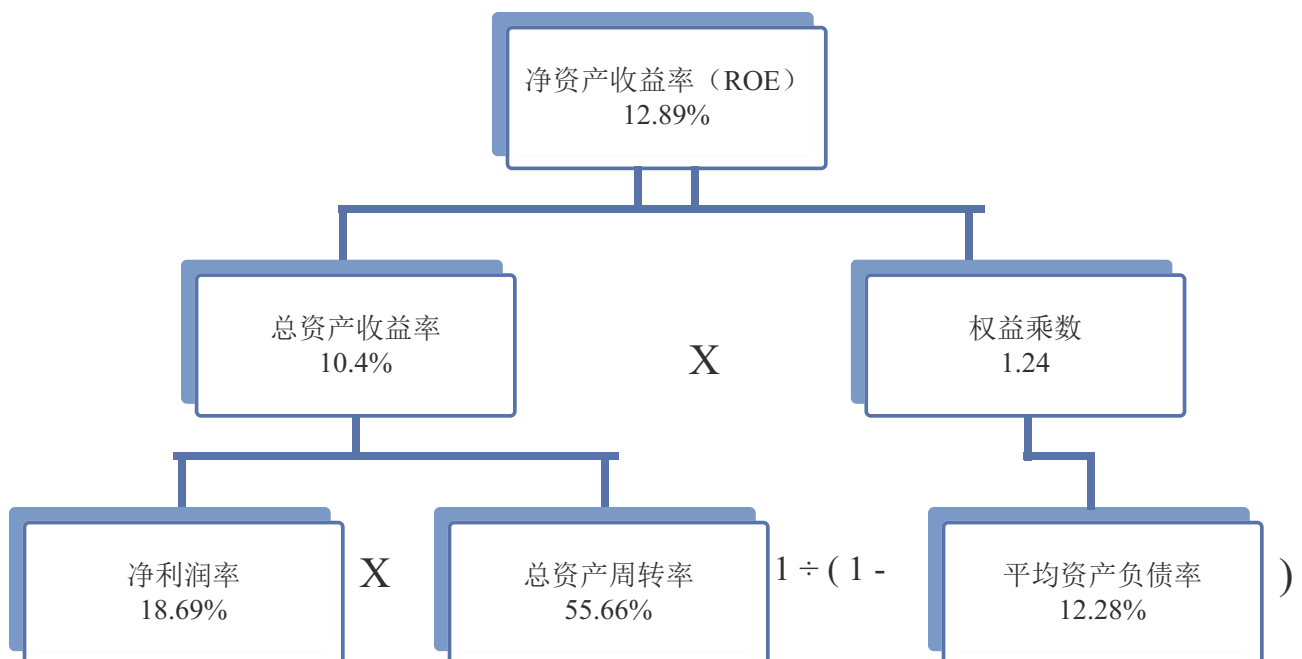 净资产收益率（ROE）
12.89%
总资产收益率
10.4%
X
权益乘数
1.24
净利润率
18.69%
X
总资产周转率
55.66%
1 ÷ ( 1 -
平均资产负债率
12.28%
)